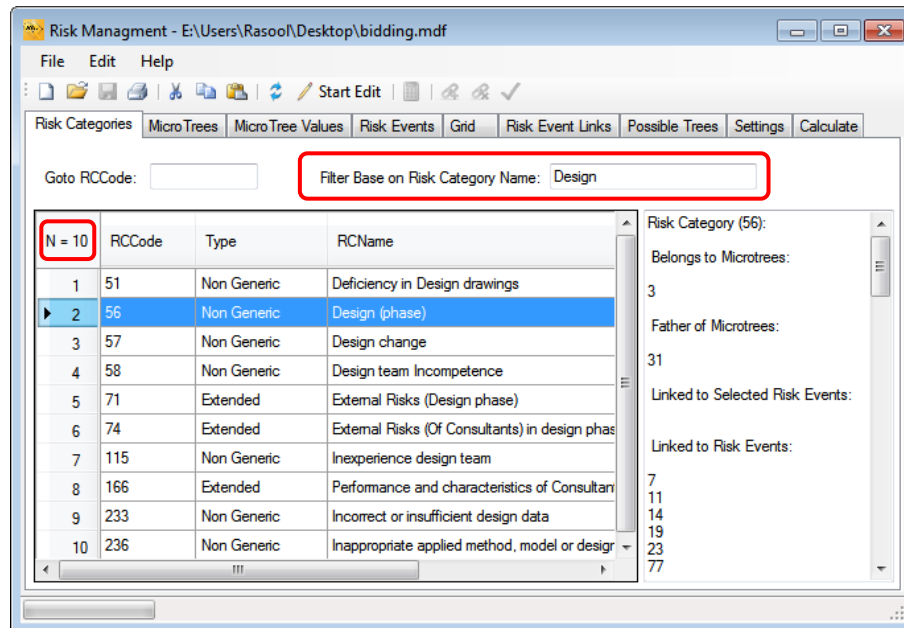 Risk Managment - E:\Users\Rasool\Desktop\bidding.mdf
File Edit Help
Start Edit
Risk Categories MicroTrees MicroTree Values Risk Events Grid Risk Event Links Possible Trees Settings Calculate
Goto RCCode: Filter Base on Risk Category Name: Design
N = 10 RCCode Type RCName
1 51 Non Generic Deficiency in Design drawings
2 56 Non Generic Design (phase)
3 57 Non Generic Design change
4 58 Non Generic Design team Incompetence
5 71 Extended External Risks (Design phase)
6 74 Extended External Risks (Of Consultants) in design phas
7 115 Non Generic Inexperience design team
8 166 Extended Performance and characteristics of Consultan
9 233 Non Generic Incorrect or insufficient design data
10 236 Non Generic Inappropriate applied method, model or design
Risk Category (56):
Belongs to Microtrees:
3
Father of Microtrees:
31
Linked to Selected Risk Events:
Linked to Risk Events:
7
11
14
19
23
77